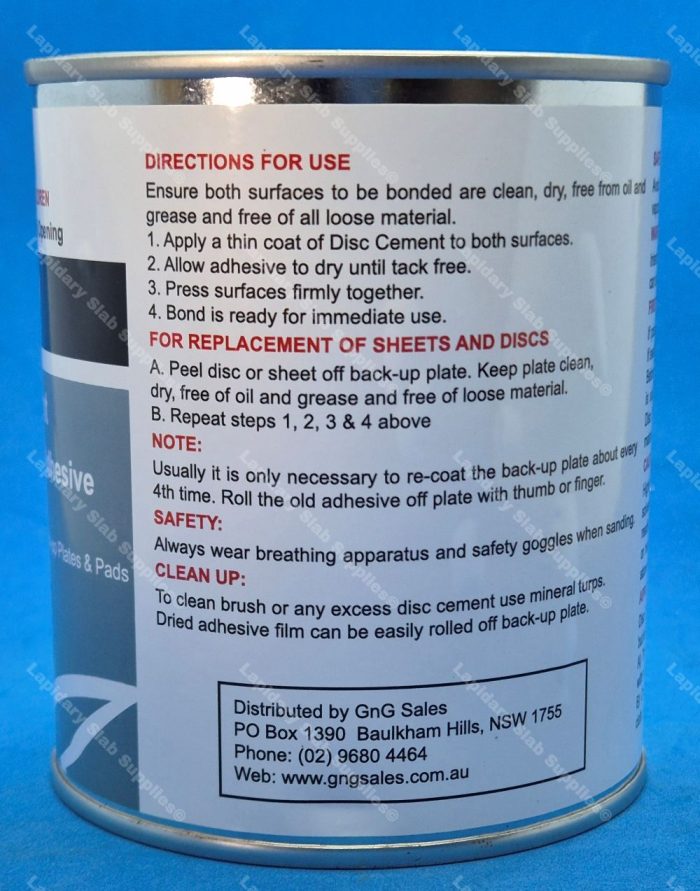 DIRECTIONS FOR USE
Ensure both surfaces to be bonded are clean, dry, free from oil and
grease and free of all loose material.
1. Apply a thin coat of Disc Cement to both surfaces.
2. Allow adhesive to dry until tack free.
3. Press surfaces firmly together.
4. Bond is ready for immediate use.
FOR REPLACEMENT OF SHEETS AND DISCS
A. Peel disc or sheet off back-up plate. Keep plate clean,
dry, free of oil and grease and free of loose material.
B. Repeat steps 1, 2, 3 & 4 above
NOTE:
Usually it is only necessary to re-coat the back-up plate about every
4th time. Roll the old adhesive off plate with thumb or finger.
SAFETY:
Always wear breathing apparatus and safety goggles when sanding.
CLEAN UP:
To clean brush or any excess disc cement use mineral turps.
Dried adhesive film can be easily rolled off back-up plate.
Distributed by GnG Sales
PO Box 1390 Baulkham Hills, NSW 1755
Phone: (02) 9680 4464
Web: www.gngsales.com.au
Plates & Pads
Lapidary Slab Supplies©